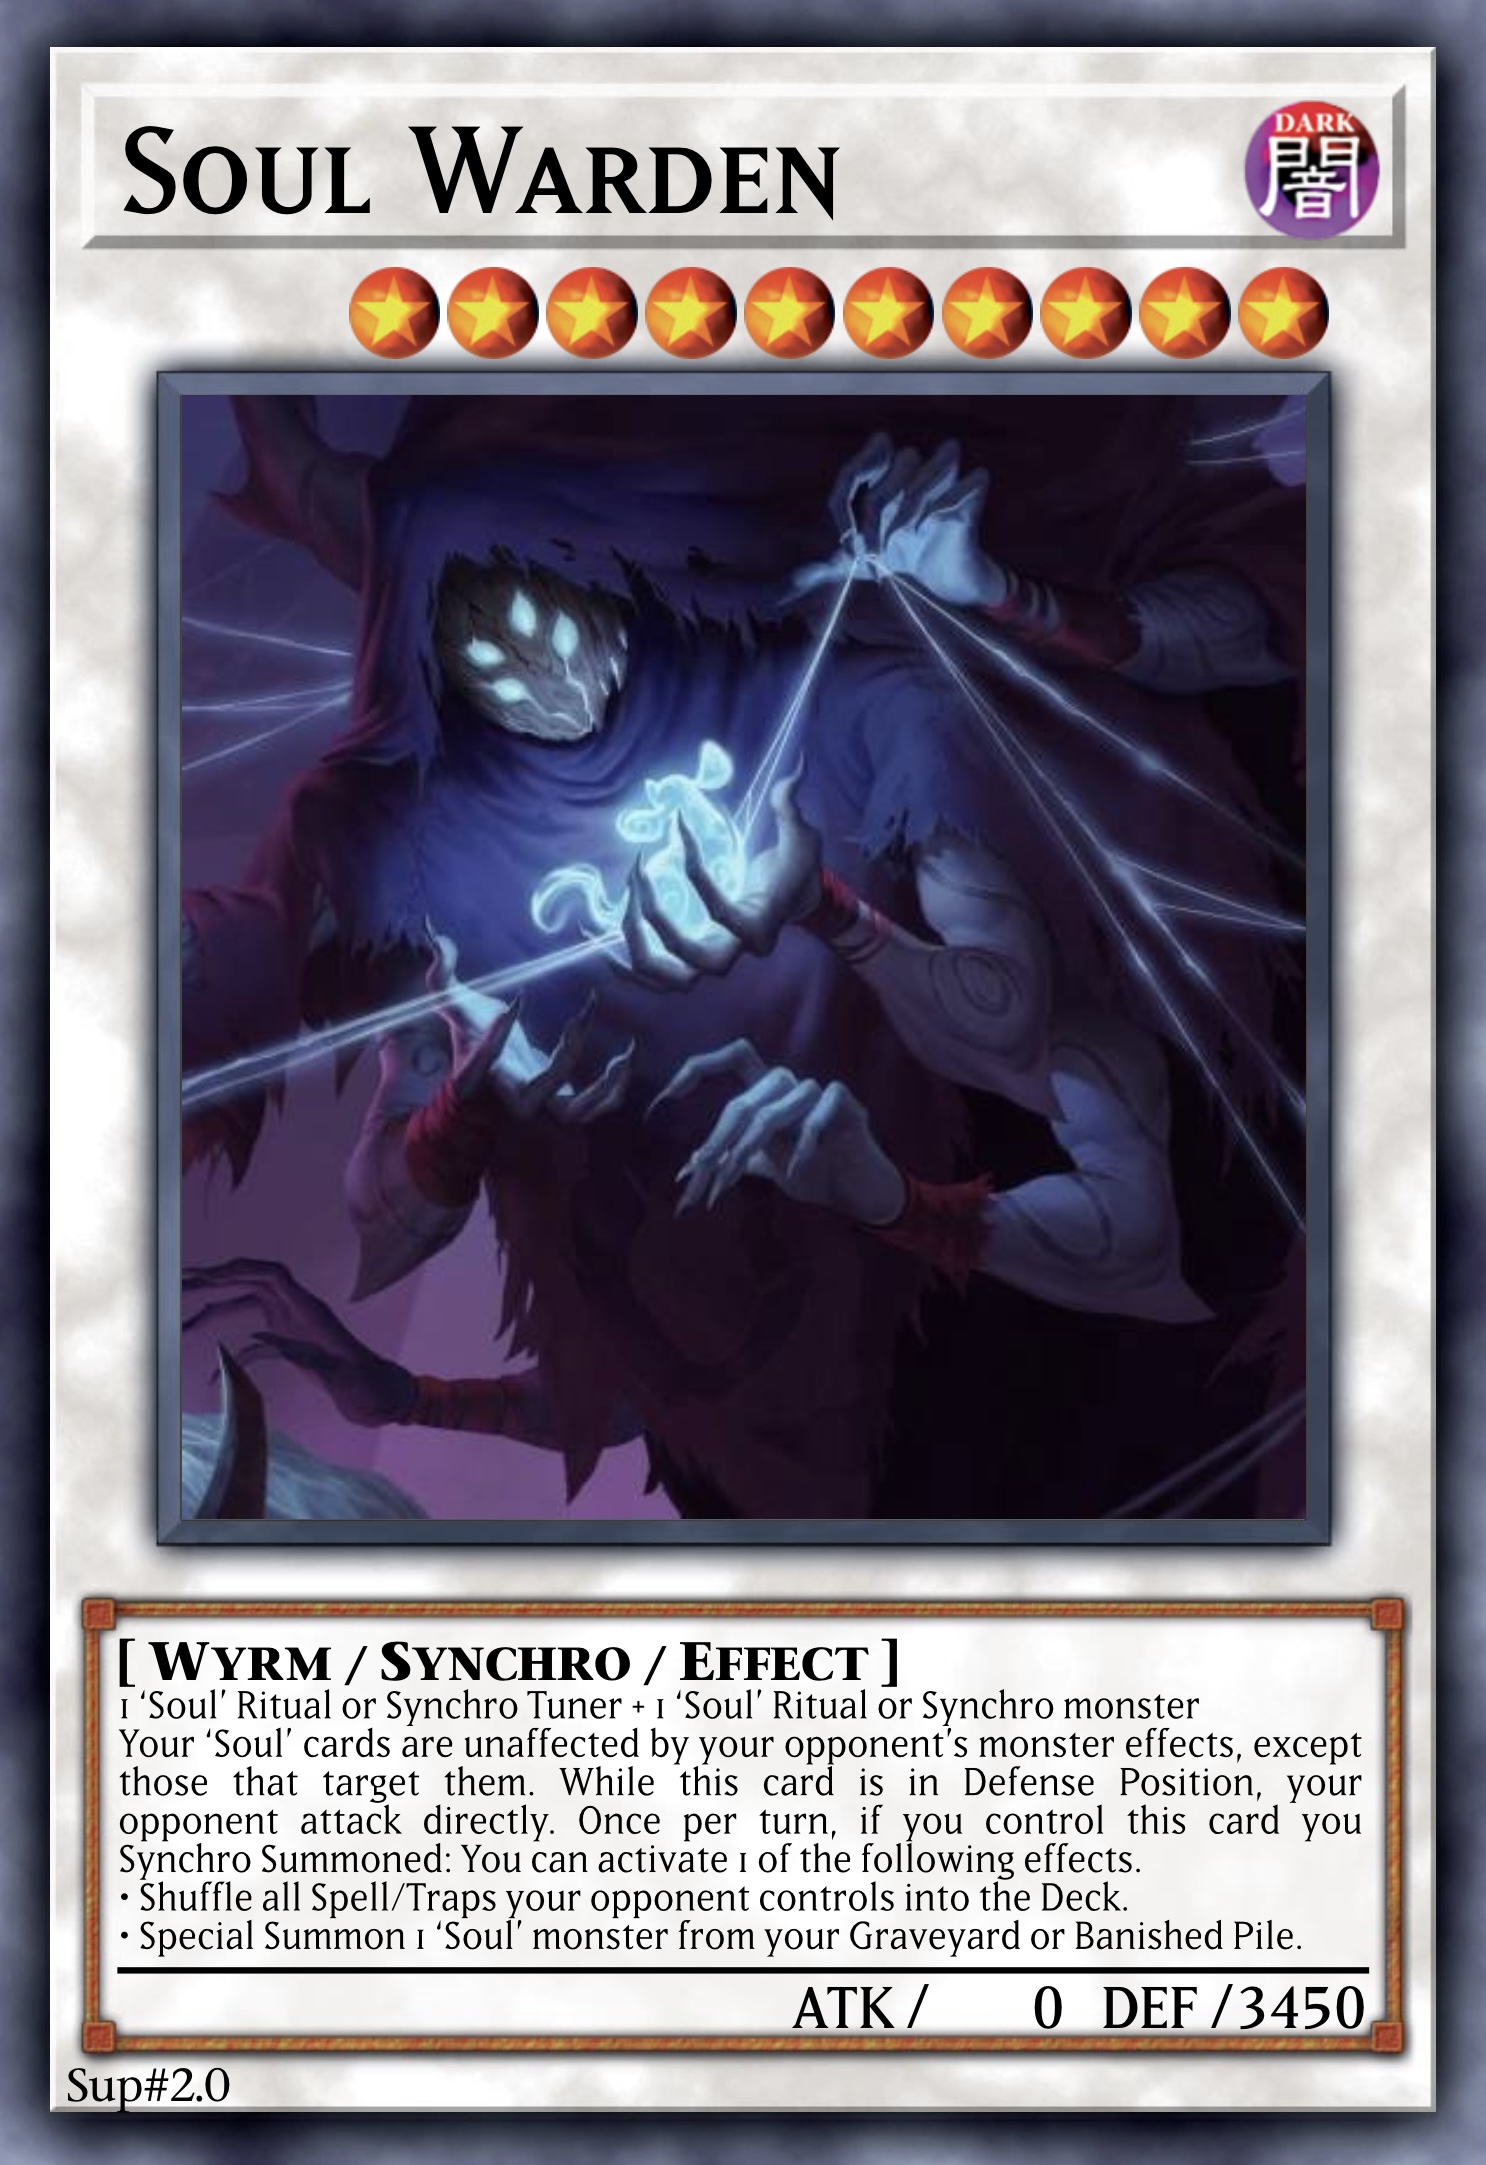 Soul Warden
DARK
闇
[ Wyrm / Synchro / Effect ]
1 ‘Soul’ Ritual or Synchro Tuner + 1 ‘Soul’ Ritual or Synchro monster
Your ‘Soul’ cards are unaffected by your opponent’s monster effects, except
those that target them. While this card is in Defense Position, your
opponent attack directly. Once per turn, if you control this card you
Synchro Summoned: You can activate 1 of the following effects.
• Shuffle all Spell/Traps your opponent controls into the Deck.
• Special Summon 1 ‘Soul’ monster from your Graveyard or Banished Pile.
ATK / 0 DEF /3450
Sup#2.0